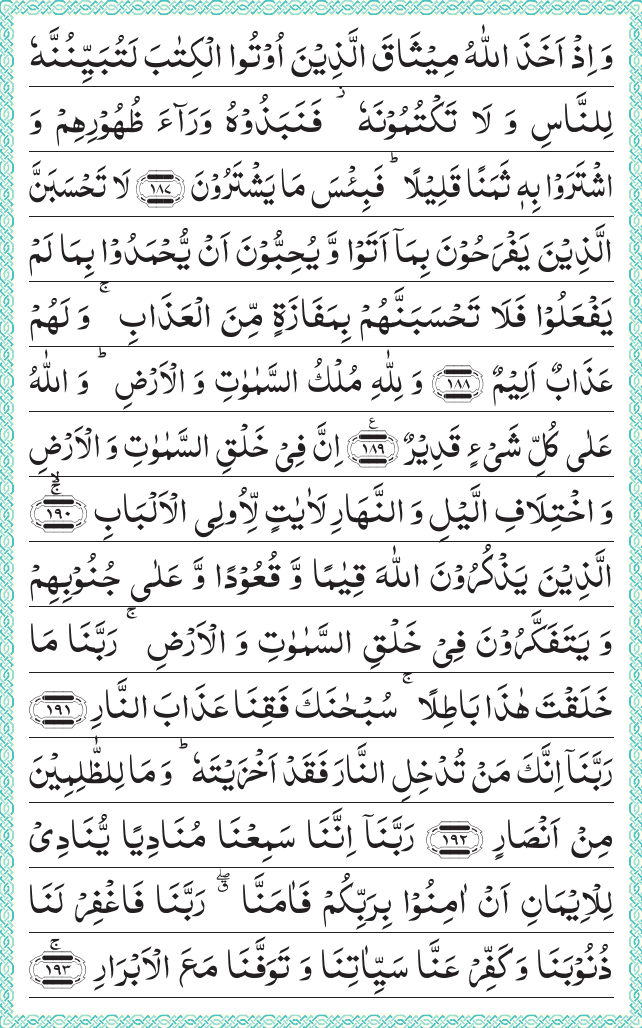 وَاِذْ اَخَذَ اللّٰهُ مِيْثَاقَ الَّذِيْنَ اُوْتُوا الْكِتٰبَ لَتُبَيِّنُنَّهٗ
لِلنَّاسِ وَ لَا تَكْتُمُوْنَهٗ ۫ فَنَبَذُوْهُ وَرَآءَ ظُهُوْرِهِمْ وَ
اشْتَرَوْا بِهٖ ثَمَنًا قَلِيْلًا ؕ فَبِئْسَ مَا يَشْتَرُوْنَ ۝۱۸۷ لَا تَحْسَبَنَّ
الَّذِيْنَ يَفْرَحُوْنَ بِمَاۤ اَتَوْا وَّ يُحِبُّوْنَ اَنْ يُّحْمَدُوْا بِمَا لَمْ
يَفْعَلُوْا فَلَا تَحْسَبَنَّهُمْ بِمَفَازَةٍ مِّنَ الْعَذَابِ ۚ وَ لَهُمْ
عَذَابٌ اَلِيْمٌ ۝۱۸۸ وَ لِلّٰهِ مُلْكُ السَّمٰوٰتِ وَ الْاَرْضِ ؕ وَ اللّٰهُ
عَلٰى كُلِّ شَیْءٍ قَدِيْرٌ ۝۱۸۹ ع اِنَّ فِیْ خَلْقِ السَّمٰوٰتِ وَ الْاَرْضِ
وَ اخْتِلَافِ الَّيْلِ وَ النَّهَارِ لَاٰيٰتٍ لِّاُولِی الْاَلْبَابِ ۝۱۹۰ ۚۙ
الَّذِيْنَ يَذْكُرُوْنَ اللّٰهَ قِيٰمًا وَّ قُعُوْدًا وَّ عَلٰى جُنُوْبِهِمْ
وَ يَتَفَكَّرُوْنَ فِیْ خَلْقِ السَّمٰوٰتِ وَ الْاَرْضِ ۚ رَبَّنَا مَا
خَلَقْتَ هٰذَا بَاطِلًا ۚ سُبْحٰنَكَ فَقِنَا عَذَابَ النَّارِ ۝۱۹۱
رَبَّنَاۤ اِنَّكَ مَنْ تُدْخِلِ النَّارَ فَقَدْ اَخْزَيْتَهٗ ؕ وَ مَا لِلظّٰلِمِيْنَ
مِنْ اَنْصَارٍ ۝۱۹۲ رَبَّنَاۤ اِنَّنَا سَمِعْنَا مُنَادِيًا يُّنَادِیْ
لِلْاِيْمَانِ اَنْ اٰمِنُوْا بِرَبِّكُمْ فَاٰمَنَّا ۖۗ رَبَّنَا فَاغْفِرْ لَنَا
ذُنُوْبَنَا وَ كَفِّرْ عَنَّا سَيِّاٰتِنَا وَ تَوَفَّنَا مَعَ الْاَبْرَارِ ۝۱۹۳ ۚ